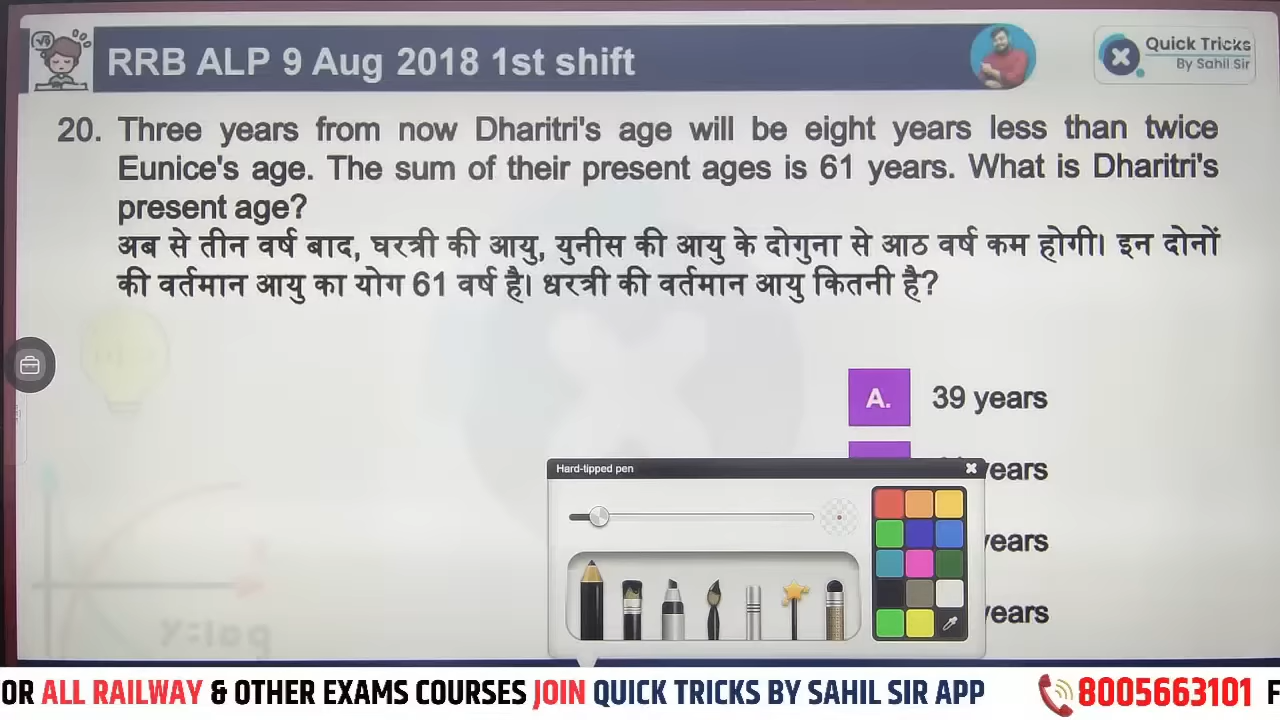 RRB ALP 9 Aug 2018 1st shift
Quick Tricks
By Sahil Sir
20. Three years from now Dharitri's age will be eight years less than twice
Eunice's age. The sum of their present ages is 61 years. What is Dharitri's
present age?
अब से तीन वर्ष बाद, घरत्री की आयु, युनीस की आयु के दोगुना से आठ वर्ष कम होगी। इन दोनों
की वर्तमान आयु का योग 61 वर्ष है। धरत्री की वर्तमान आयु कितनी है?
A. 39 years
years
Hard-tipped pen
years
years
y=log
OR ALL RAILWAY & OTHER EXAMS COURSES JOIN QUICK TRICKS BY SAHIL SIR APP 8005663101 F